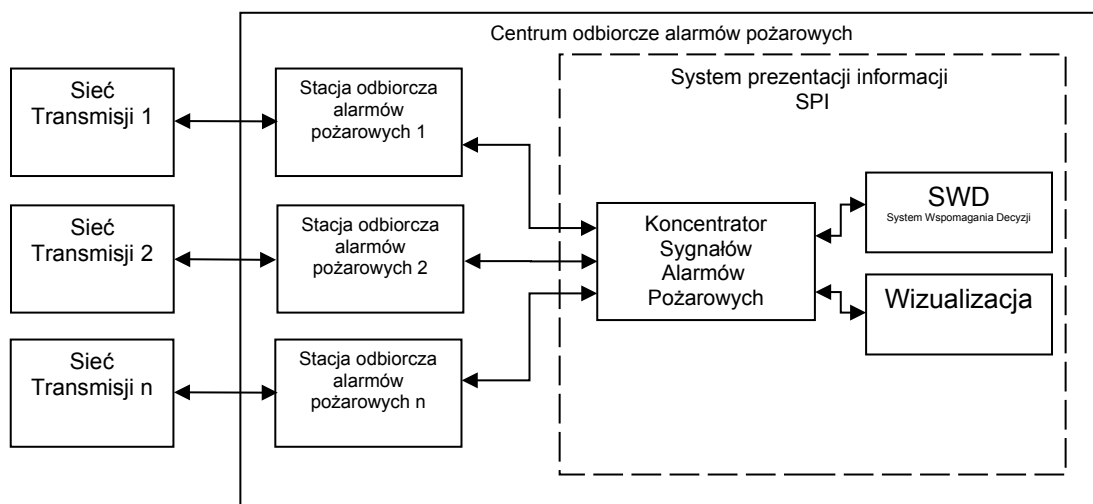 Centrum odbiorcze alarmów pożarowych
System prezentacji informacji
SPI
Sieć
Transmisji 1
Stacja odbiorcza
alarmów
pożarowych 1
Sieć
Transmisji 2
Stacja odbiorcza
alarmów
pożarowych 2
Sieć
Transmisji n
Stacja odbiorcza
alarmów
pożarowych n
Koncentrator
Sygnałów
Alarmów
Pożarowych
SWD
System Wspomagania Decyzji
Wizualizacja